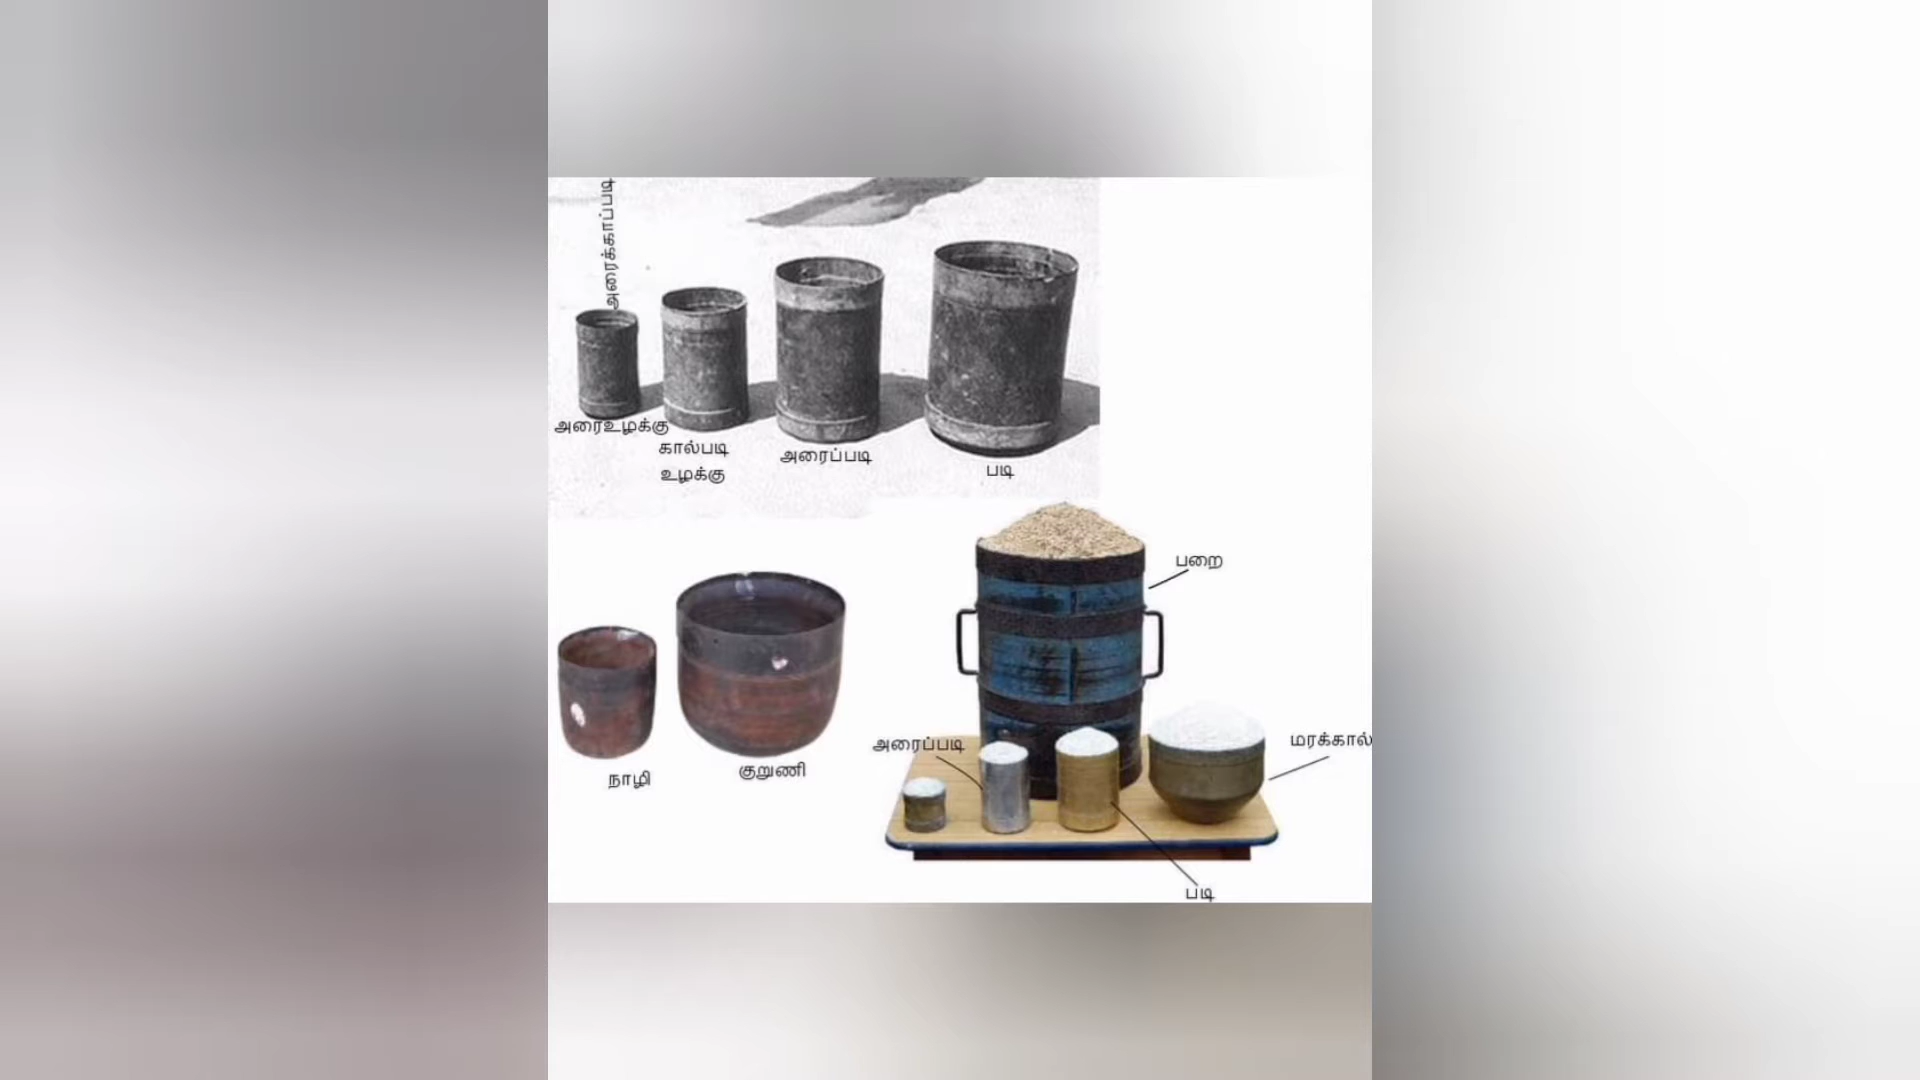 அரைக்காப்படி
அரைஉழக்கு
கால்படி
உழக்கு
அரைப்படி
படி
பறை
நாழி
குறுணி
அரைப்படி
மரக்கால்
படி